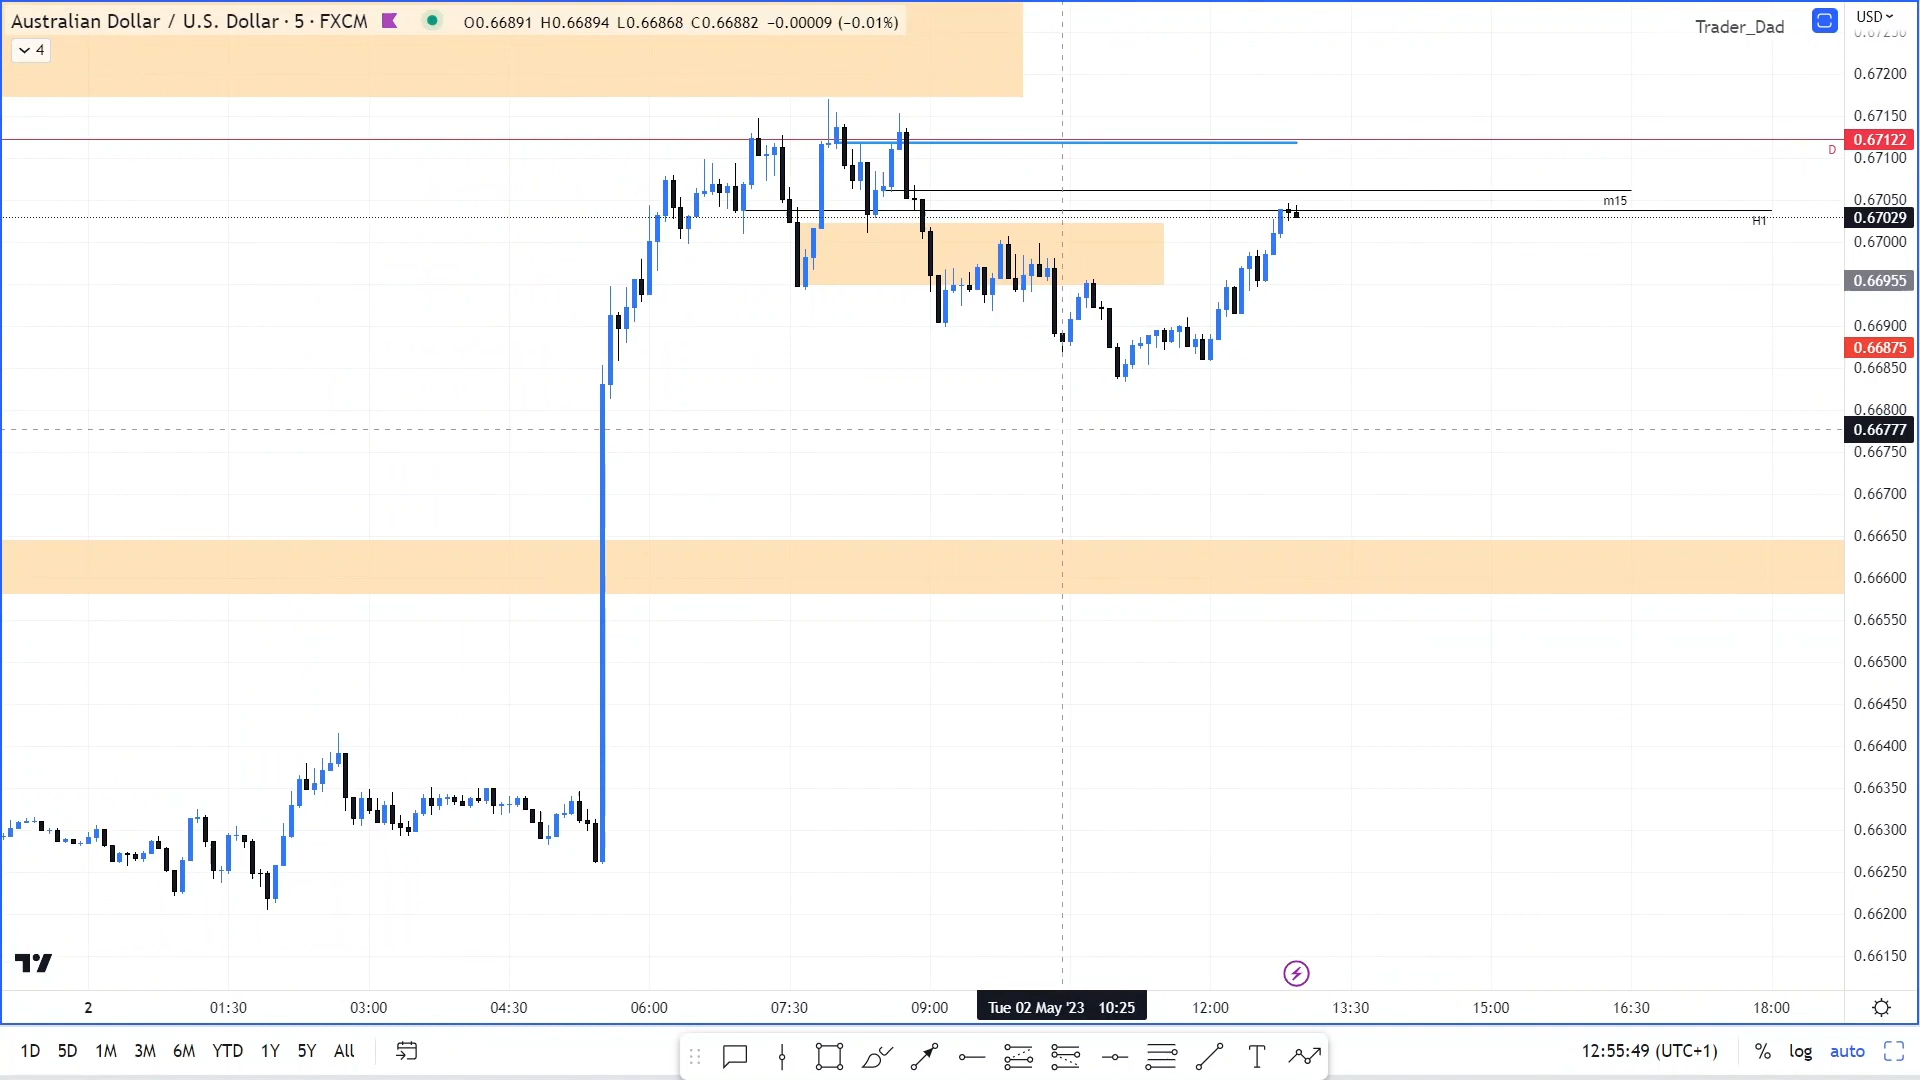 Australian Dollar / U.S. Dollar · 5 · FXCM O0.66891 H0.66894 L0.66868 C0.66882 −0.00009 (−0.01%)
4
Trader_Dad
USD
0.67250
0.67200
0.67150
0.67122
D
0.67100
m15
0.67050
H1
0.67029
0.67000
0.66955
0.66900
0.66875
0.66850
0.66800
0.66777
0.66750
0.66700
0.66650
0.66600
0.66550
0.66500
0.66450
0.66400
0.66350
0.66300
0.66250
0.66200
0.66150
2 01:30 03:00 04:30 06:00 07:30 09:00 Tue 02 May '23 10:25 12:00 13:30 15:00 16:30 18:00
1D 5D 1M 3M 6M YTD 1Y 5Y All
T
12:55:49 (UTC+1) % log auto